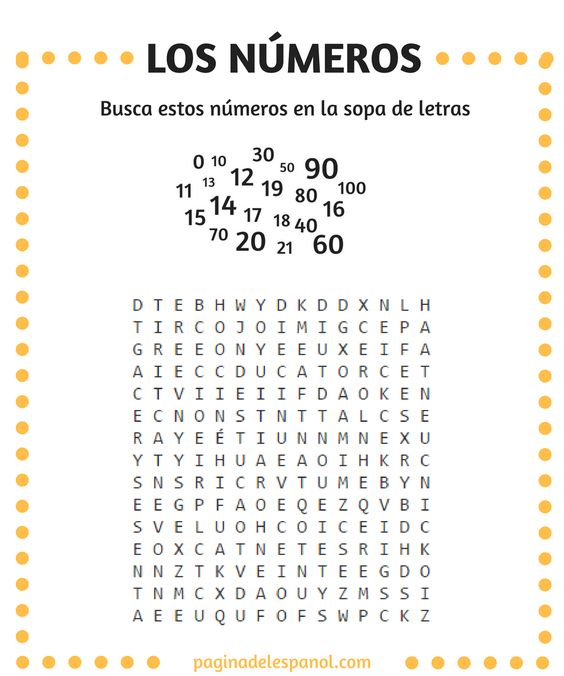 LOS NÚMEROS
Busca estos números en la sopa de letras
0 10 30 50 90
11 13 12 19 80 100
15 14 17 18 40 16
70 20 21 60
D T E B H W Y D K D D X N L H
T I R C O J O I M I G C E P A
G R E E O N Y E E U X E I F A
A I E C C D U C A T O R C E T
C T V I I E I I F D A O K E N
E C N O N S T N T T A L C S E
R A Y E É T I U N N M N E X U
Y T Y I H U A E A O I H K R C
S N S R I C R V T U M E B Y N
E E G P F A O E Q E Z Q V B I
S V E L U O H C O I C E I D C
E O X C A T N E T E S R I H K
N N Z T K V E I N T E E G D O
T N M C X D A O U Y Z M S S I
A E E U Q U F O F S W P C K Z
paginadelespanol.com